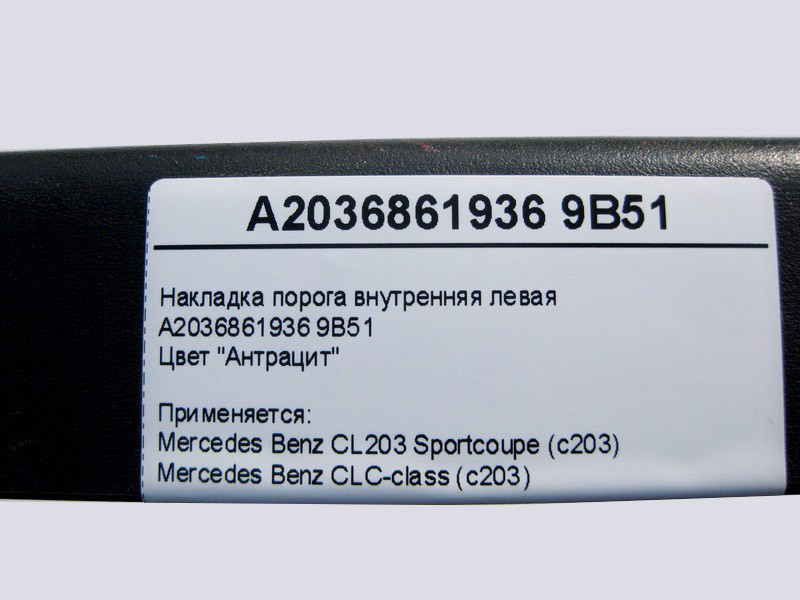 A2036861936 9B51
Накладка порога внутренняя левая
A2036861936 9B51
Цвет "Антрацит"
Применяется:
Mercedes Benz CL203 Sportcoupe (c203)
Mercedes Benz CLC-class (c203)